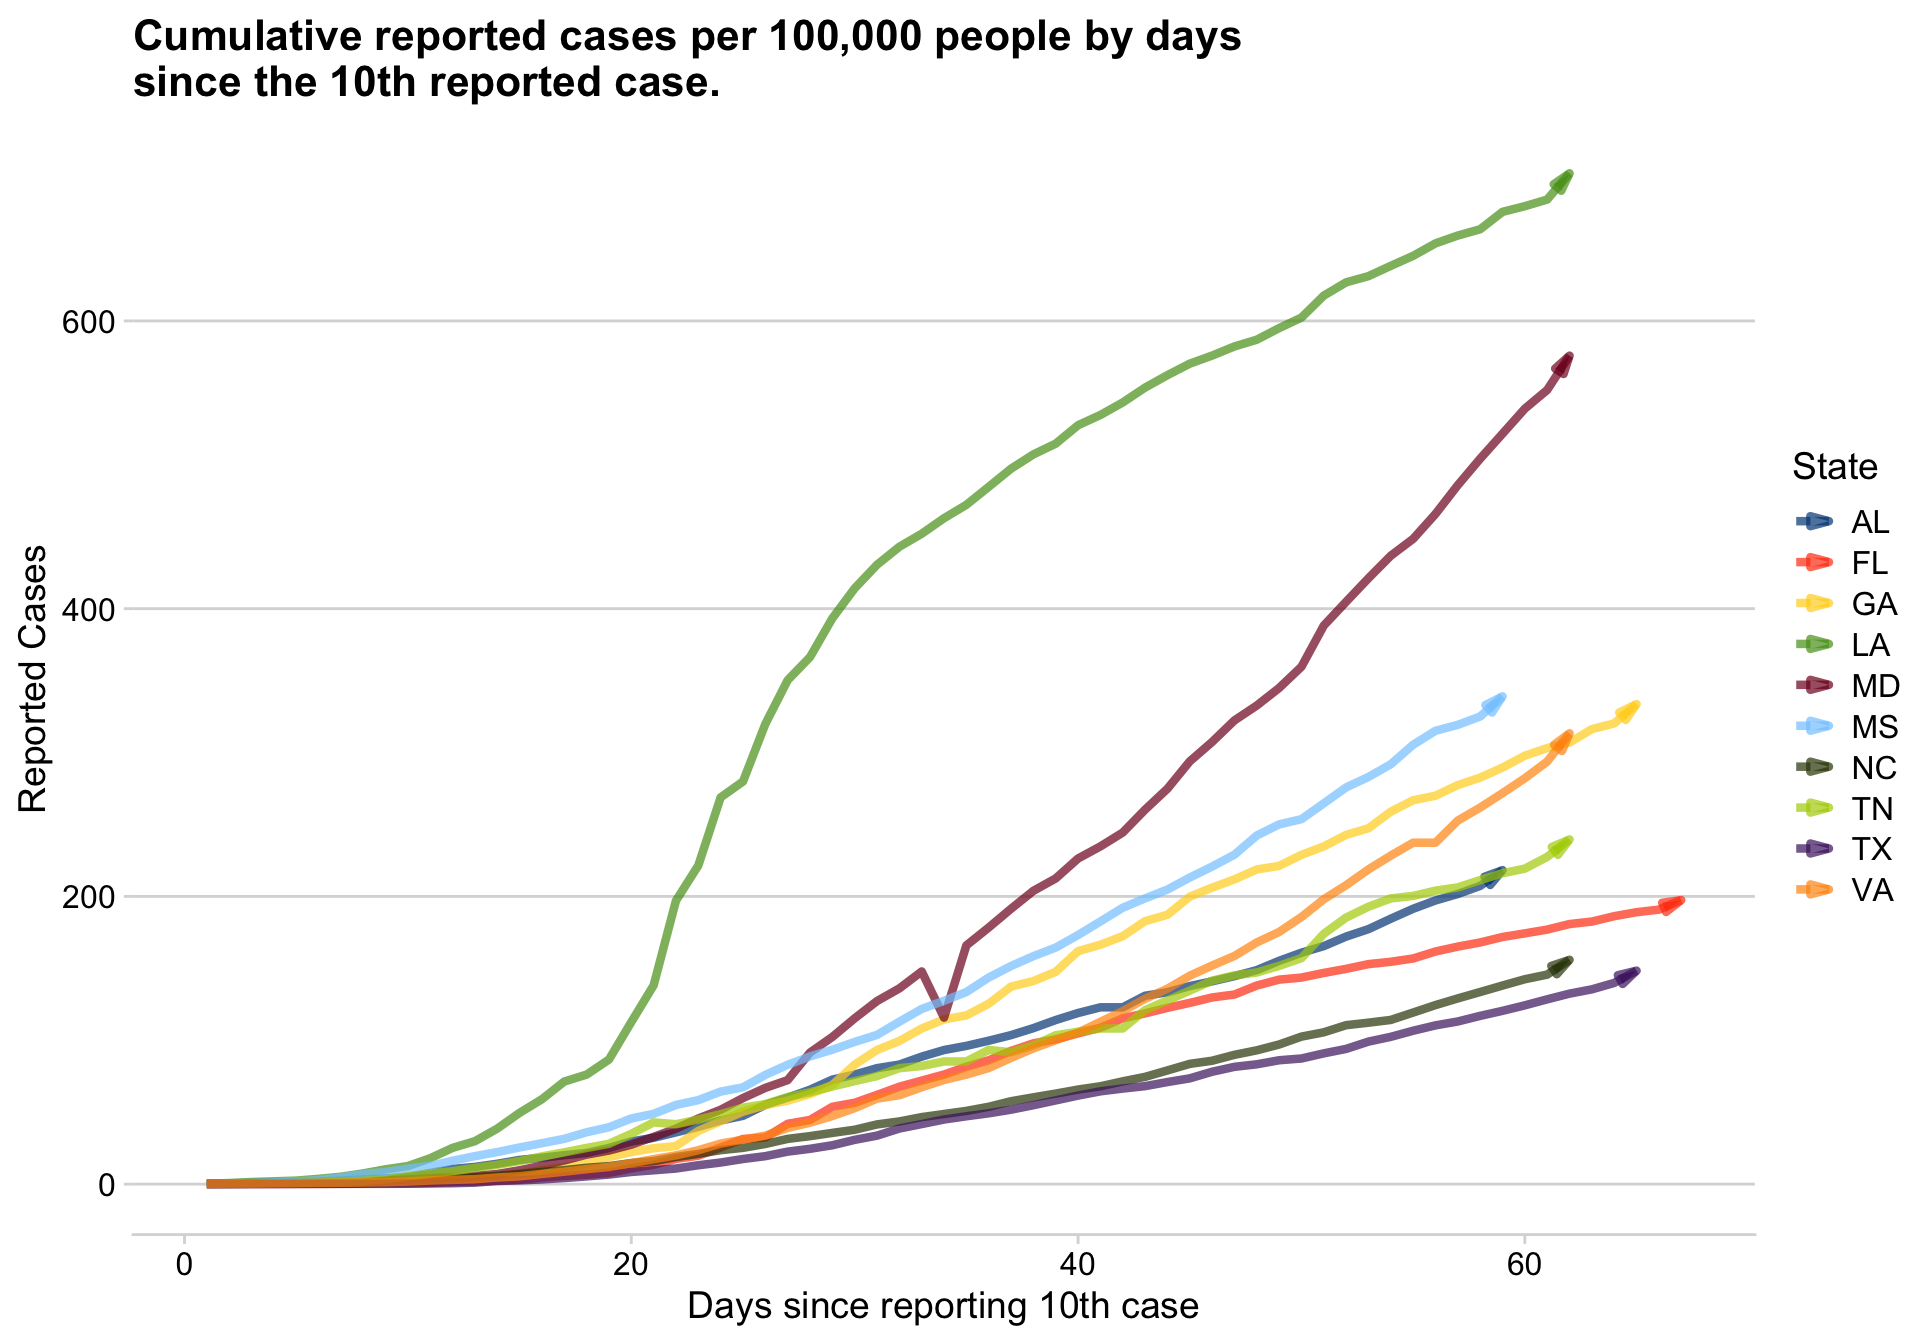 Cumulative reported cases per 100,000 people by days
since the 10th reported case.
600
400
200
0
Reported Cases
0 20 40 60
Days since reporting 10th case
State
AL
FL
GA
LA
MD
MS
NC
TN
TX
VA